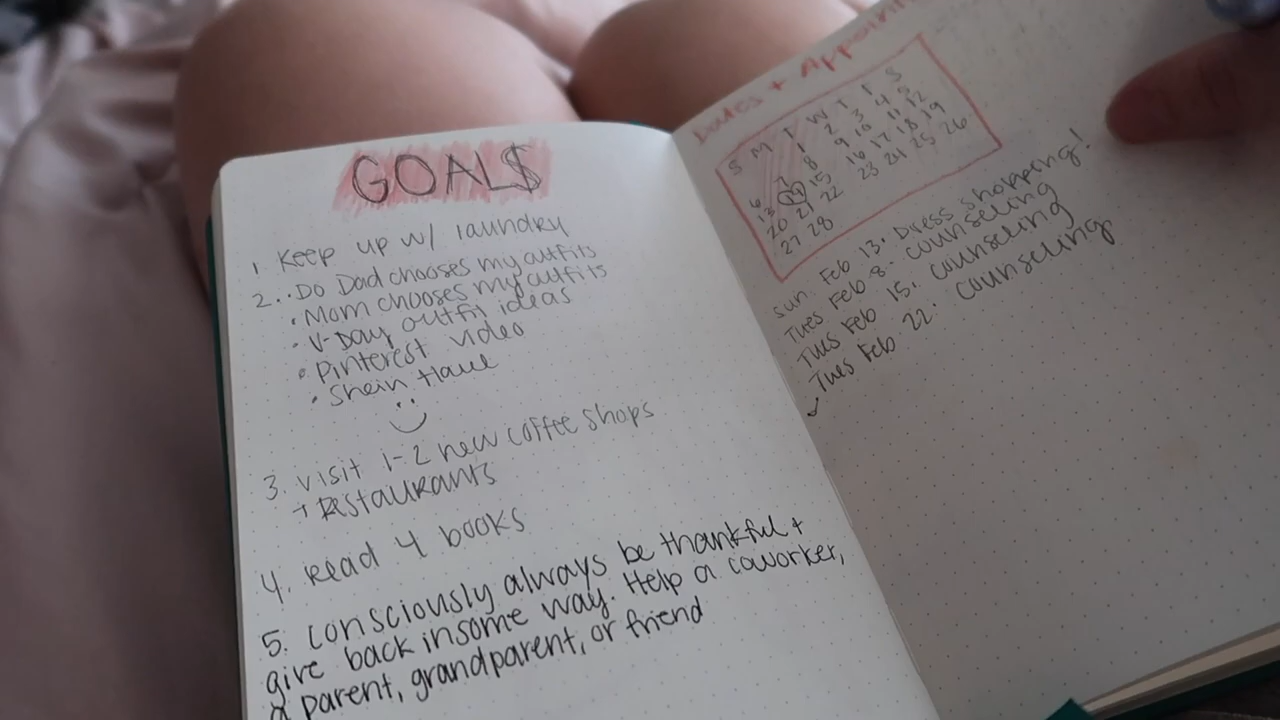 GOAL$
1 Keep up w/ laundry
2. • Do Dad chooses my outfits
• Mom chooses my outfits
• V-Day outfit ideas
• Pinterest video
• Shein Haul
3. Visit 1-2 new coffee shops
+ Restaurants
4. Read 4 books
5. Consciously always be thankful +
give back in some way. Help a coworker,
a parent, grandparent, or friend
Dates +
S M T W T F S
1 2 3 4 5
6 7 8 9 10 11 12
13 14 15 16 17 18 19
20 21 22 23 24 25 26
27 28
Sun Feb 13. Dress shopping!
Tues Feb 8. Counseling
Tues Feb 15. Counseling
Tues Feb 22. Counseling